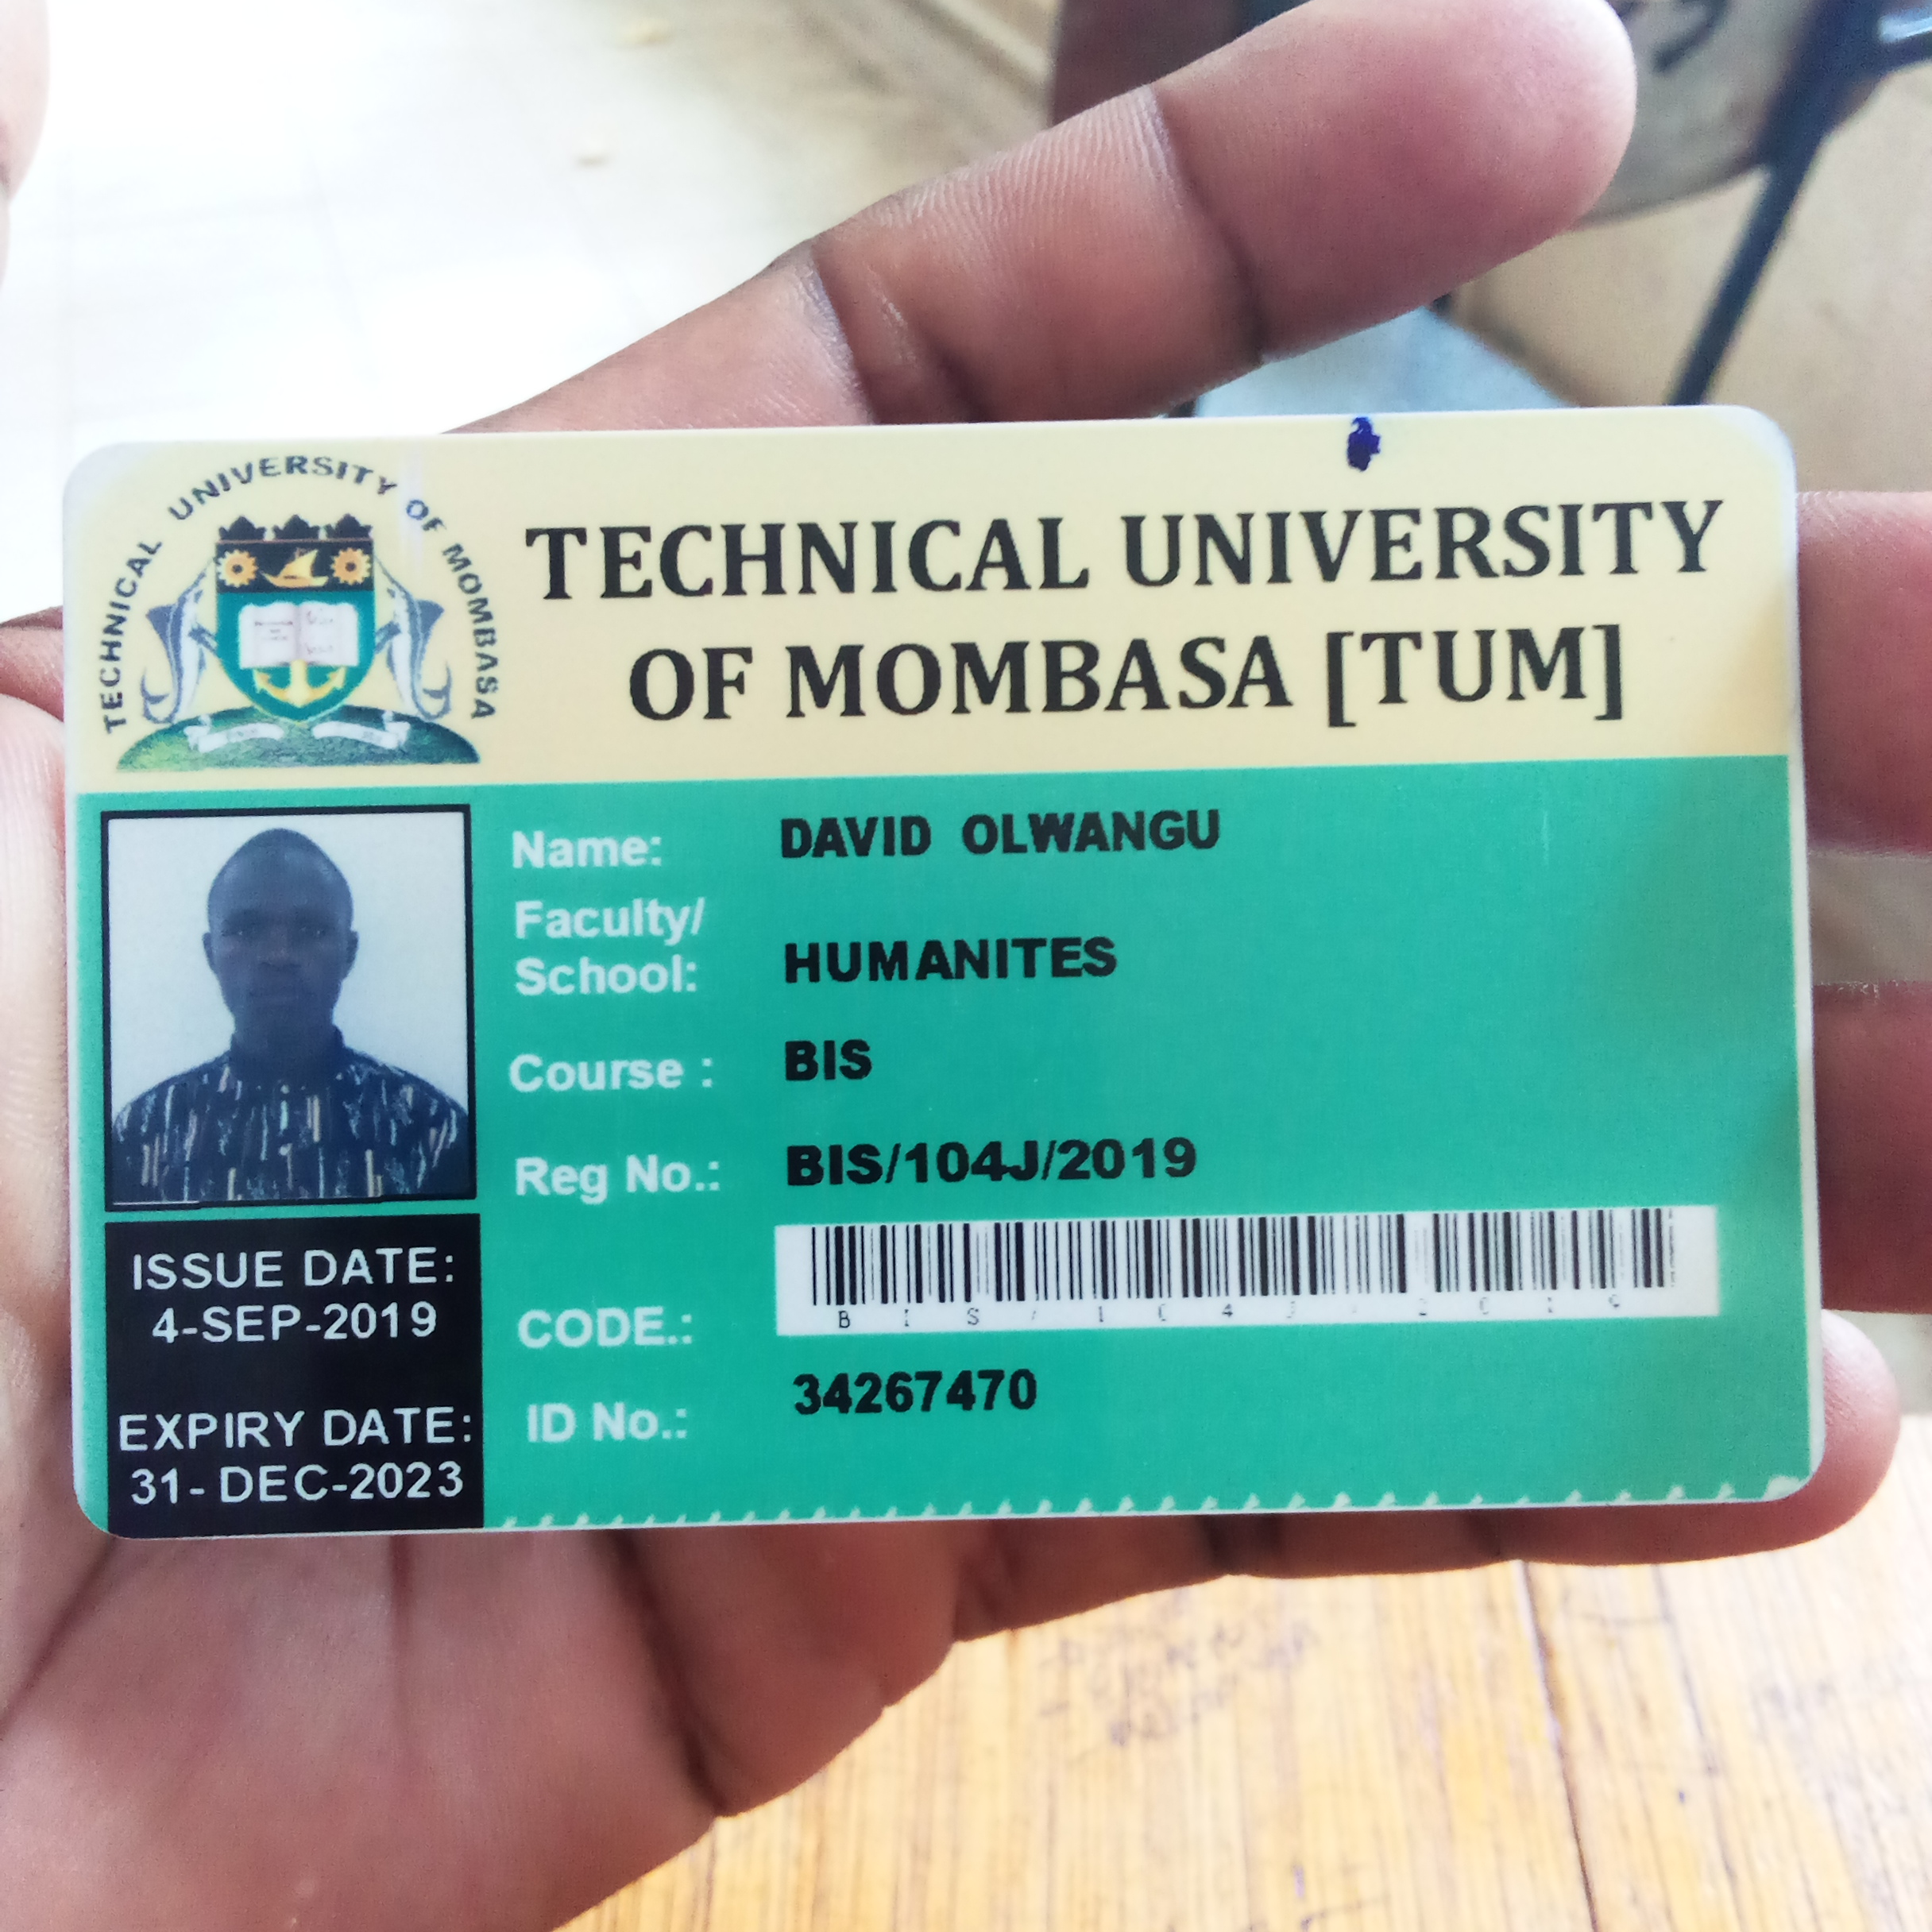 TECHNICAL UNIVERSITY OF MOMBASA
TECHNICAL UNIVERSITY
OF MOMBASA [TUM]
Name: DAVID OLWANGU
Faculty/
School: HUMANITES
Course : BIS
Reg No.: BIS/104J/2019
BIS/104J/2019
CODE.:
ID No.: 34267470
ISSUE DATE:
4-SEP-2019
EXPIRY DATE:
31- DEC-2023